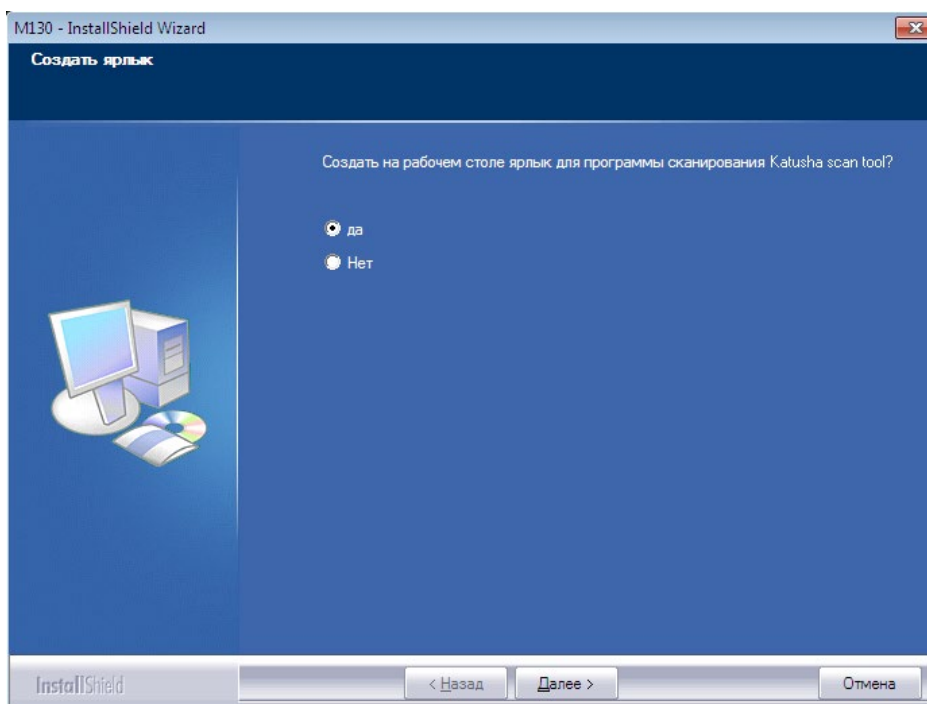 M130 - InstallShield Wizard
Создать ярлык
Создать на рабочем столе ярлык для программы сканирования Katusha scan tool?
да
Нет
InstallShield
< Назад
Далее >
Отмена